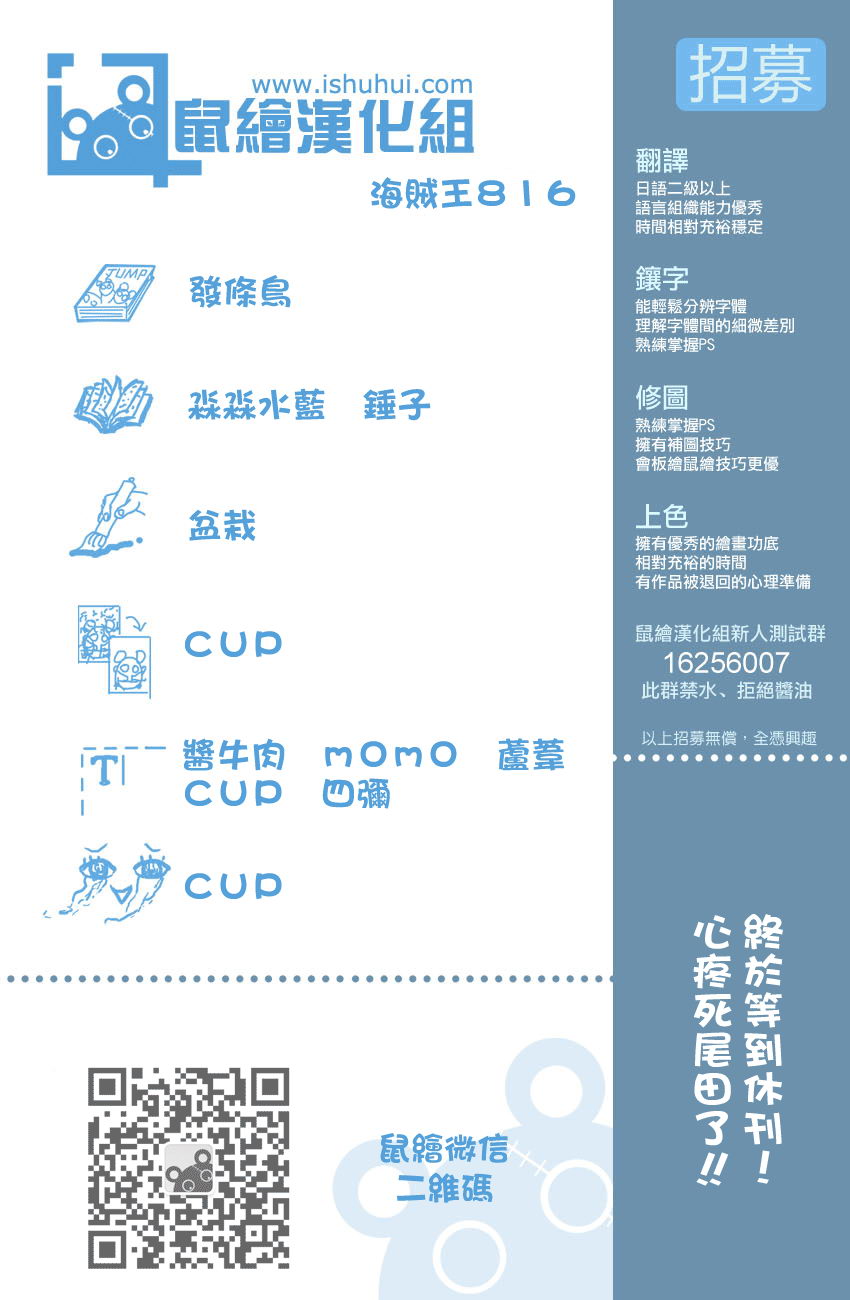 www.ishuhui.com
鼠繪漢化組
海賊王816
JUMP
發條鳥
淼淼水藍　錘子
盆栽
cup
T
醬牛肉　momo　蘆葦
cup　四彌
cup
鼠繪微信
二維碼
招募
翻譯
日語二級以上
語言組織能力優秀
時間相對充裕穩定
鑲字
能輕鬆分辨字體
理解字體間的細微差別
熟練掌握PS
修圖
熟練掌握PS
擁有補圖技巧
會板繪鼠繪技巧更優
上色
擁有優秀的繪畫功底
相對充裕的時間
有作品被退回的心理準備
鼠繪漢化組新人測試群
16256007
此群禁水、拒絕醬油
以上招募無償，全憑興趣
終於等到休刊！
心疼死尾田了!!